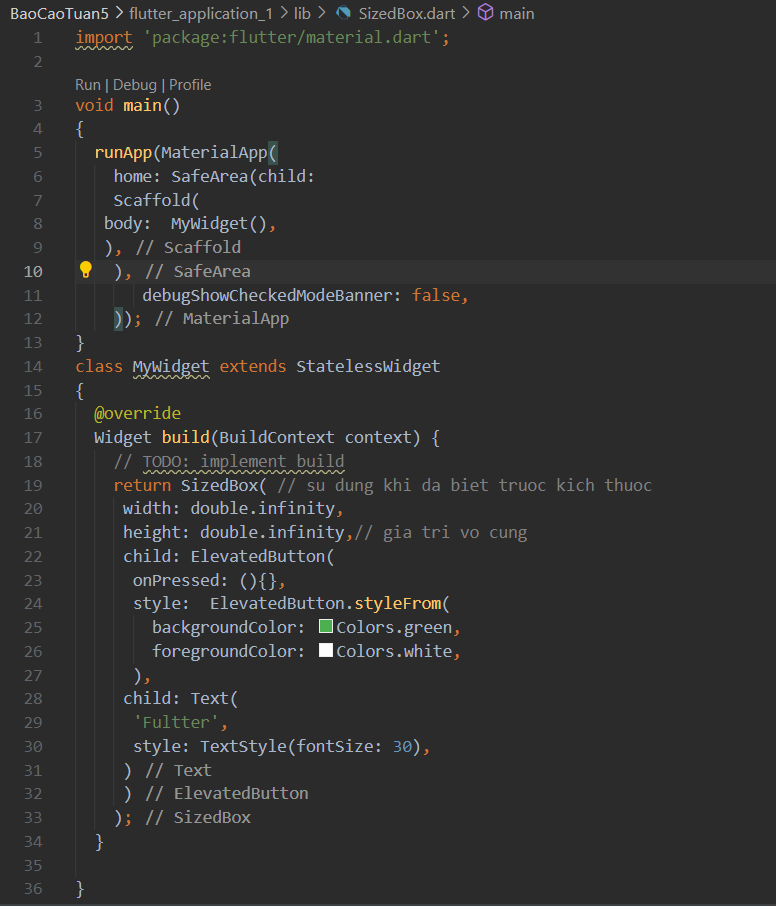 BaoCaoTuan5 > flutter_application_1 > lib > SizedBox.dart > main
1 import 'package:flutter/material.dart';
2
Run | Debug | Profile
3 void main()
4 {
5   runApp(MaterialApp(
6     home: SafeArea(child:
7     Scaffold(
8    body:  MyWidget(),
9    ), // Scaffold
10     ), // SafeArea
11        debugShowCheckedModeBanner: false,
12     )); // MaterialApp
13 }
14 class MyWidget extends StatelessWidget
15 {
16   @override
17   Widget build(BuildContext context) {
18     // TODO: implement build
19     return SizedBox( // su dung khi da biet truoc kich thuoc
20      width: double.infinity,
21      height: double.infinity,// gia tri vo cung
22      child: ElevatedButton(
23       onPressed: (){},
24       style:  ElevatedButton.styleFrom(
25         backgroundColor: Colors.green,
26         foregroundColor: Colors.white,
27       ),
28      child: Text(
29       'Fultter',
30       style: TextStyle(fontSize: 30),
31      ) // Text
32      ) // ElevatedButton
33     ); // SizedBox
34   }
35
36 }